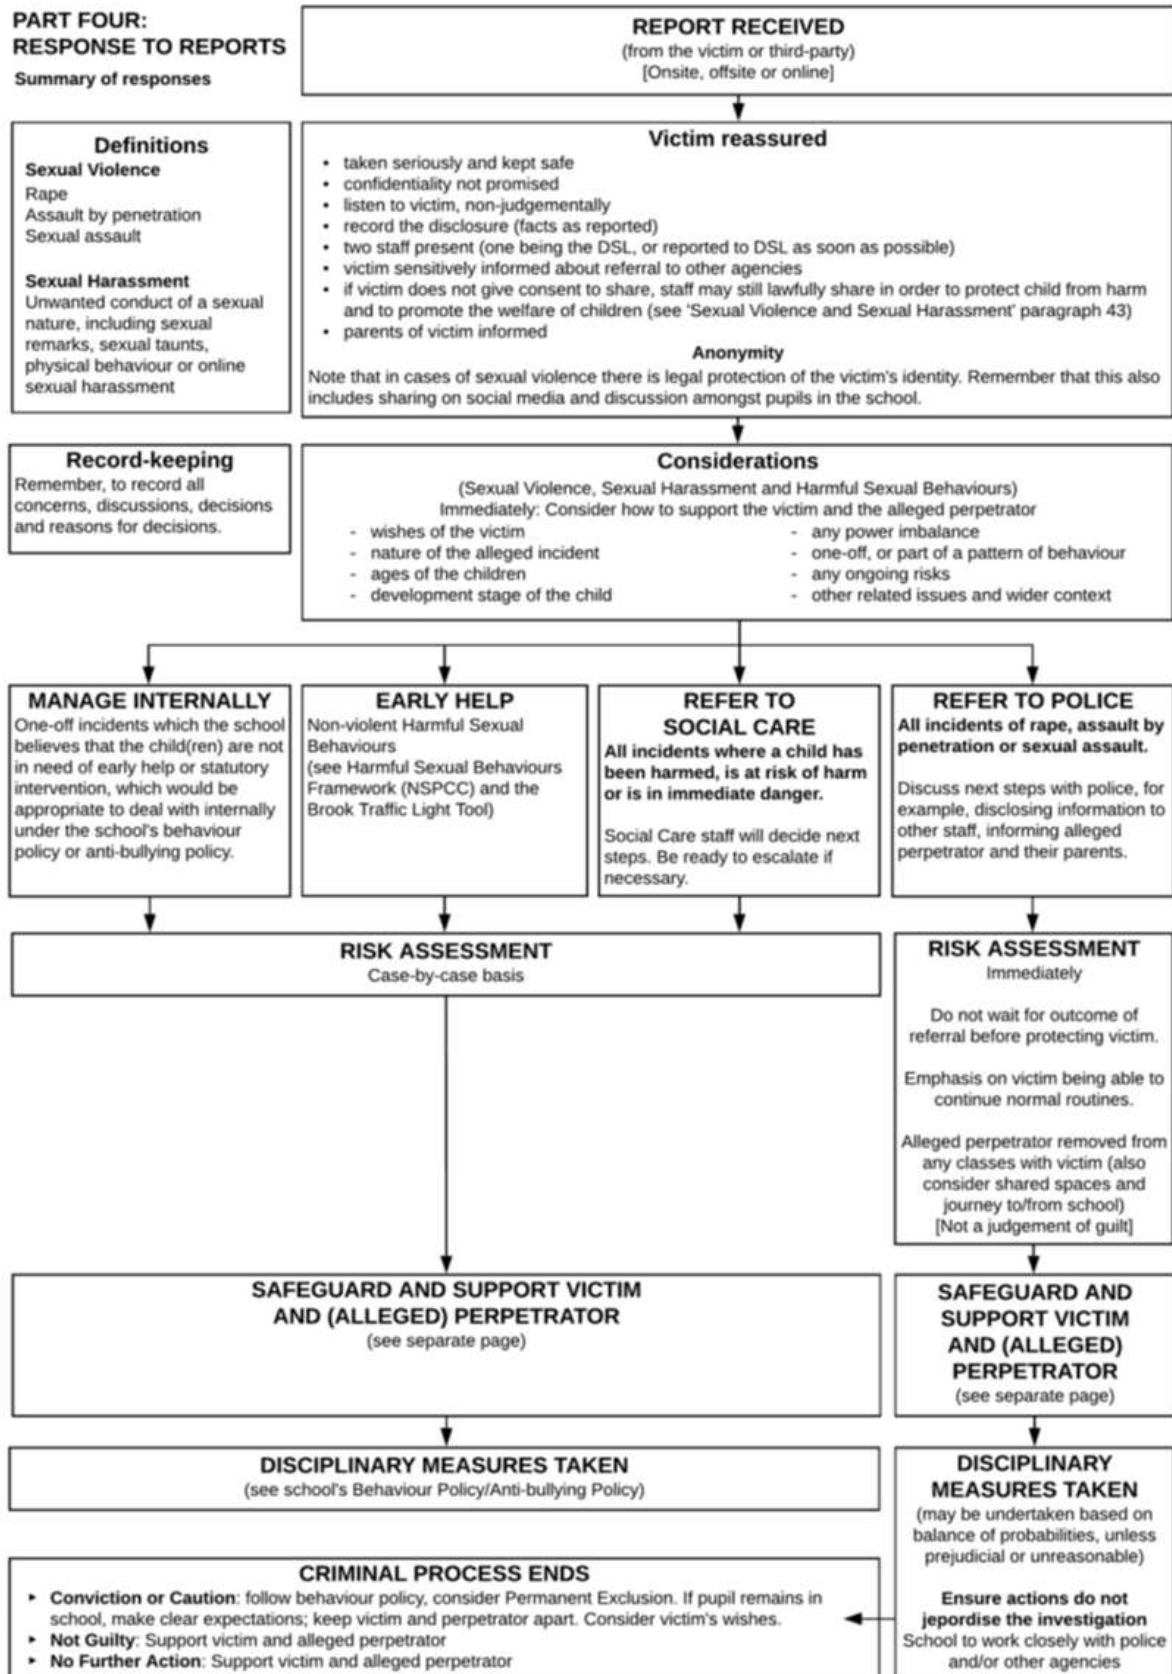 PART FOUR:
RESPONSE TO REPORTS
Summary of responses
REPORT RECEIVED
(from the victim or third-party)
[Onsite, offsite or online]
Definitions
Sexual Violence
Rape
Assault by penetration
Sexual assault
Sexual Harassment
Unwanted conduct of a sexual
nature, including sexual
remarks, sexual taunts,
physical behaviour or online
sexual harassment
Victim reassured
• taken seriously and kept safe
• confidentiality not promised
• listen to victim, non-judgementally
• record the disclosure (facts as reported)
• two staff present (one being the DSL, or reported to DSL as soon as possible)
• victim sensitively informed about referral to other agencies
• if victim does not give consent to share, staff may still lawfully share in order to protect child from harm
and to promote the welfare of children (see 'Sexual Violence and Sexual Harassment' paragraph 43)
• parents of victim informed
Anonymity
Note that in cases of sexual violence there is legal protection of the victim's identity. Remember that this also
includes sharing on social media and discussion amongst pupils in the school.
Record-keeping
Remember, to record all
concerns, discussions, decisions
and reasons for decisions.
Considerations
(Sexual Violence, Sexual Harassment and Harmful Sexual Behaviours)
Immediately: Consider how to support the victim and the alleged perpetrator
- wishes of the victim
- nature of the alleged incident
- ages of the children
- development stage of the child
- any power imbalance
- one-off, or part of a pattern of behaviour
- any ongoing risks
- other related issues and wider context
MANAGE INTERNALLY
One-off incidents which the school
believes that the child(ren) are not
in need of early help or statutory
intervention, which would be
appropriate to deal with internally
under the school's behaviour
policy or anti-bullying policy.
EARLY HELP
Non-violent Harmful Sexual
Behaviours
(see Harmful Sexual Behaviours
Framework (NSPCC) and the
Brook Traffic Light Tool)
REFER TO
SOCIAL CARE
All incidents where a child has
been harmed, is at risk of harm
or is in immediate danger.
Social Care staff will decide next
steps. Be ready to escalate if
necessary.
REFER TO POLICE
All incidents of rape, assault by
penetration or sexual assault.
Discuss next steps with police, for
example, disclosing information to
other staff, informing alleged
perpetrator and their parents.
RISK ASSESSMENT
Case-by-case basis
RISK ASSESSMENT
Immediately
Do not wait for outcome of
referral before protecting victim.
Emphasis on victim being able to
continue normal routines.
Alleged perpetrator removed from
any classes with victim (also
consider shared spaces and
journey to/from school)
[Not a judgement of guilt]
SAFEGUARD AND SUPPORT VICTIM
AND (ALLEGED) PERPETRATOR
(see separate page)
SAFEGUARD AND
SUPPORT VICTIM
AND (ALLEGED)
PERPETRATOR
(see separate page)
DISCIPLINARY MEASURES TAKEN
(see school's Behaviour Policy/Anti-bullying Policy)
DISCIPLINARY
MEASURES TAKEN
(may be undertaken based on
balance of probabilities, unless
prejudicial or unreasonable)
Ensure actions do not
jepordise the investigation
School to work closely with police
and/or other agencies
CRIMINAL PROCESS ENDS
▸ Conviction or Caution: follow behaviour policy, consider Permanent Exclusion. If pupil remains in
school, make clear expectations; keep victim and perpetrator apart. Consider victim's wishes.
▸ Not Guilty: Support victim and alleged perpetrator
▸ No Further Action: Support victim and alleged perpetrator